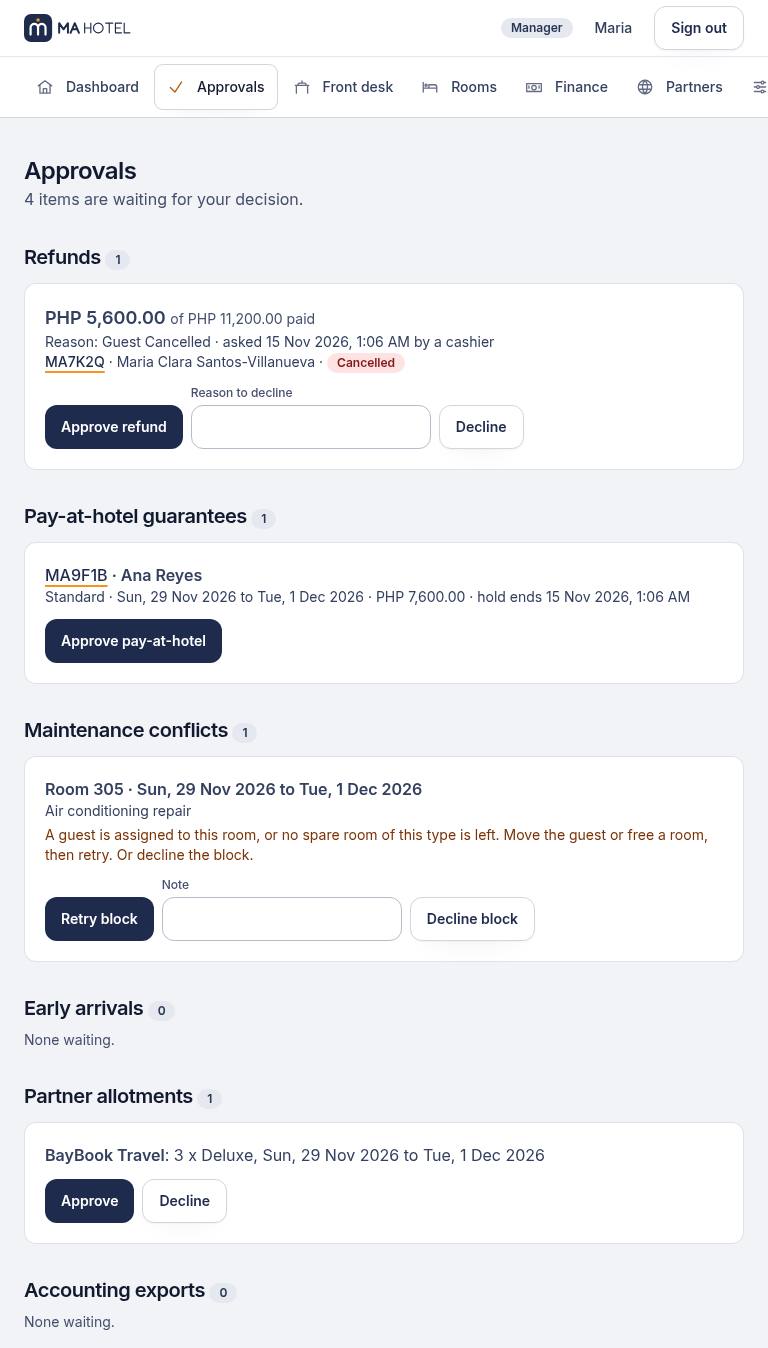 MA HOTEL
Manager
Maria
Sign out
Dashboard
Approvals
Front desk
Rooms
Finance
Partners
Approvals
4 items are waiting for your decision.
Refunds 1
PHP 5,600.00 of PHP 11,200.00 paid
Reason: Guest Cancelled · asked 15 Nov 2026, 1:06 AM by a cashier
MA7K2Q · Maria Clara Santos-Villanueva · Cancelled
Reason to decline
Approve refund
Decline
Pay-at-hotel guarantees 1
MA9F1B · Ana Reyes
Standard · Sun, 29 Nov 2026 to Tue, 1 Dec 2026 · PHP 7,600.00 · hold ends 15 Nov 2026, 1:06 AM
Approve pay-at-hotel
Maintenance conflicts 1
Room 305 · Sun, 29 Nov 2026 to Tue, 1 Dec 2026
Air conditioning repair
A guest is assigned to this room, or no spare room of this type is left. Move the guest or free a room,
then retry. Or decline the block.
Note
Retry block
Decline block
Early arrivals 0
None waiting.
Partner allotments 1
BayBook Travel: 3 x Deluxe, Sun, 29 Nov 2026 to Tue, 1 Dec 2026
Approve
Decline
Accounting exports 0
None waiting.